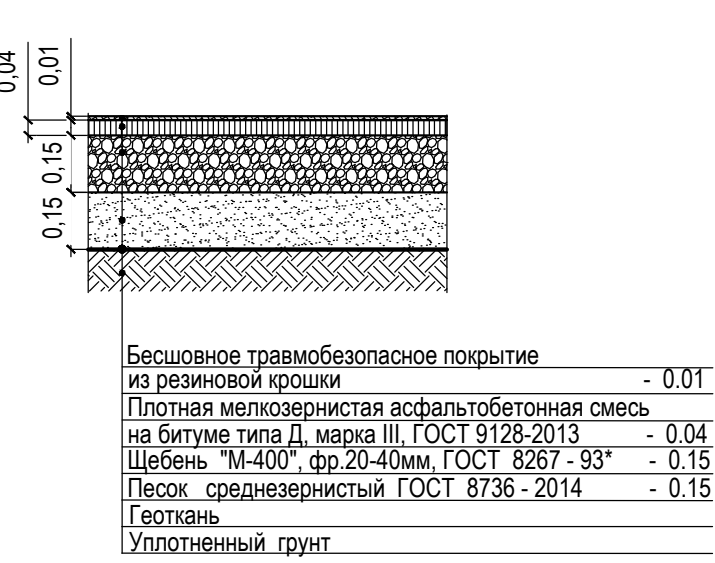 0,04
0,01
0,15
0,15
Бесшовное травмобезопасное покрытие
из резиновой крошки - 0.01
Плотная мелкозернистая асфальтобетонная смесь
на битуме типа Д, марка III, ГОСТ 9128-2013 - 0.04
Щебень "М-400", фр.20-40мм, ГОСТ 8267 - 93* - 0.15
Песок среднезернистый ГОСТ 8736 - 2014 - 0.15
Геоткань
Уплотненный грунт